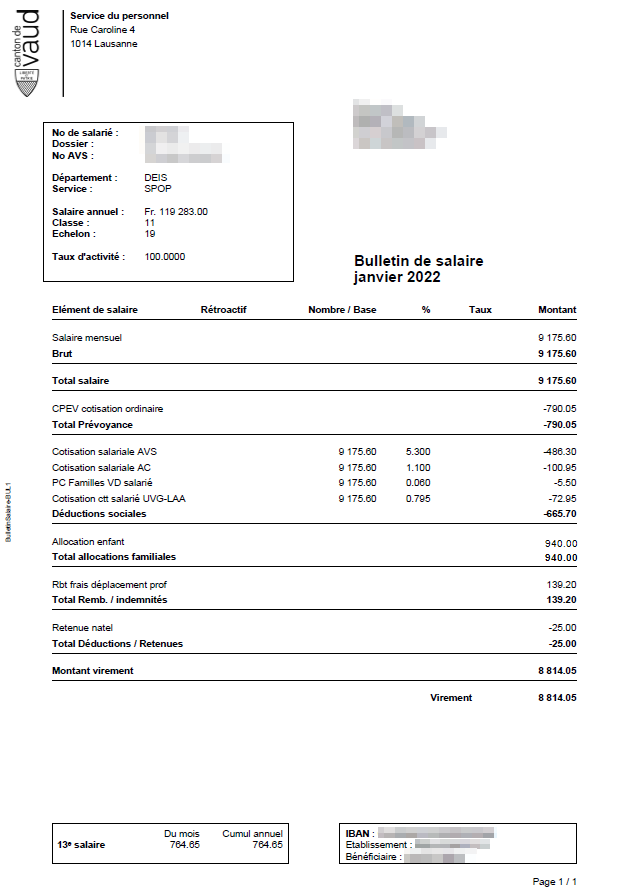 canton de
vaud
LIBERTÉ
ET
PATRIE
Service du personnel
Rue Caroline 4
1014 Lausanne
No de salarié :
Dossier :
No AVS :
Département : DEIS
Service : SPOP
Salaire annuel : Fr. 119 283.00
Classe : 11
Echelon : 19
Taux d'activité : 100.0000
Bulletin de salaire
janvier 2022
Elément de salaire Rétroactif Nombre / Base % Taux Montant
Salaire mensuel 9 175.60
Brut 9 175.60
Total salaire 9 175.60
CPEV cotisation ordinaire -790.05
Total Prévoyance -790.05
Cotisation salariale AVS 9 175.60 5.300 -486.30
Cotisation salariale AC 9 175.60 1.100 -100.95
PC Familles VD salarié 9 175.60 0.060 -5.50
Cotisation ctt salarié UVG-LAA 9 175.60 0.795 -72.95
Déductions sociales -665.70
Allocation enfant 940.00
Total allocations familiales 940.00
Rbt frais déplacement prof 139.20
Total Remb. / indemnités 139.20
Retenue natel -25.00
Total Déductions / Retenues -25.00
Montant virement 8 814.05
Virement 8 814.05
BulletinSalaire-BUL1
Du mois Cumul annuel
13e salaire 764.65 764.65
IBAN :
Etablissement :
Bénéficiaire :
Page 1 / 1